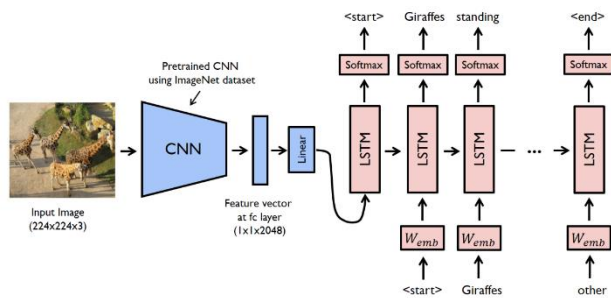 <start>
Giraffes
standing
<end>
Pretrained CNN
using ImageNet dataset
Softmax
Softmax
Softmax
Softmax
CNN
Linear
LSTM
LSTM
LSTM
...
LSTM
Input Image
(224x224x3)
Feature vector
at fc layer
(1x1x2048)
W_emb
W_emb
W_emb
<start>
Giraffes
other